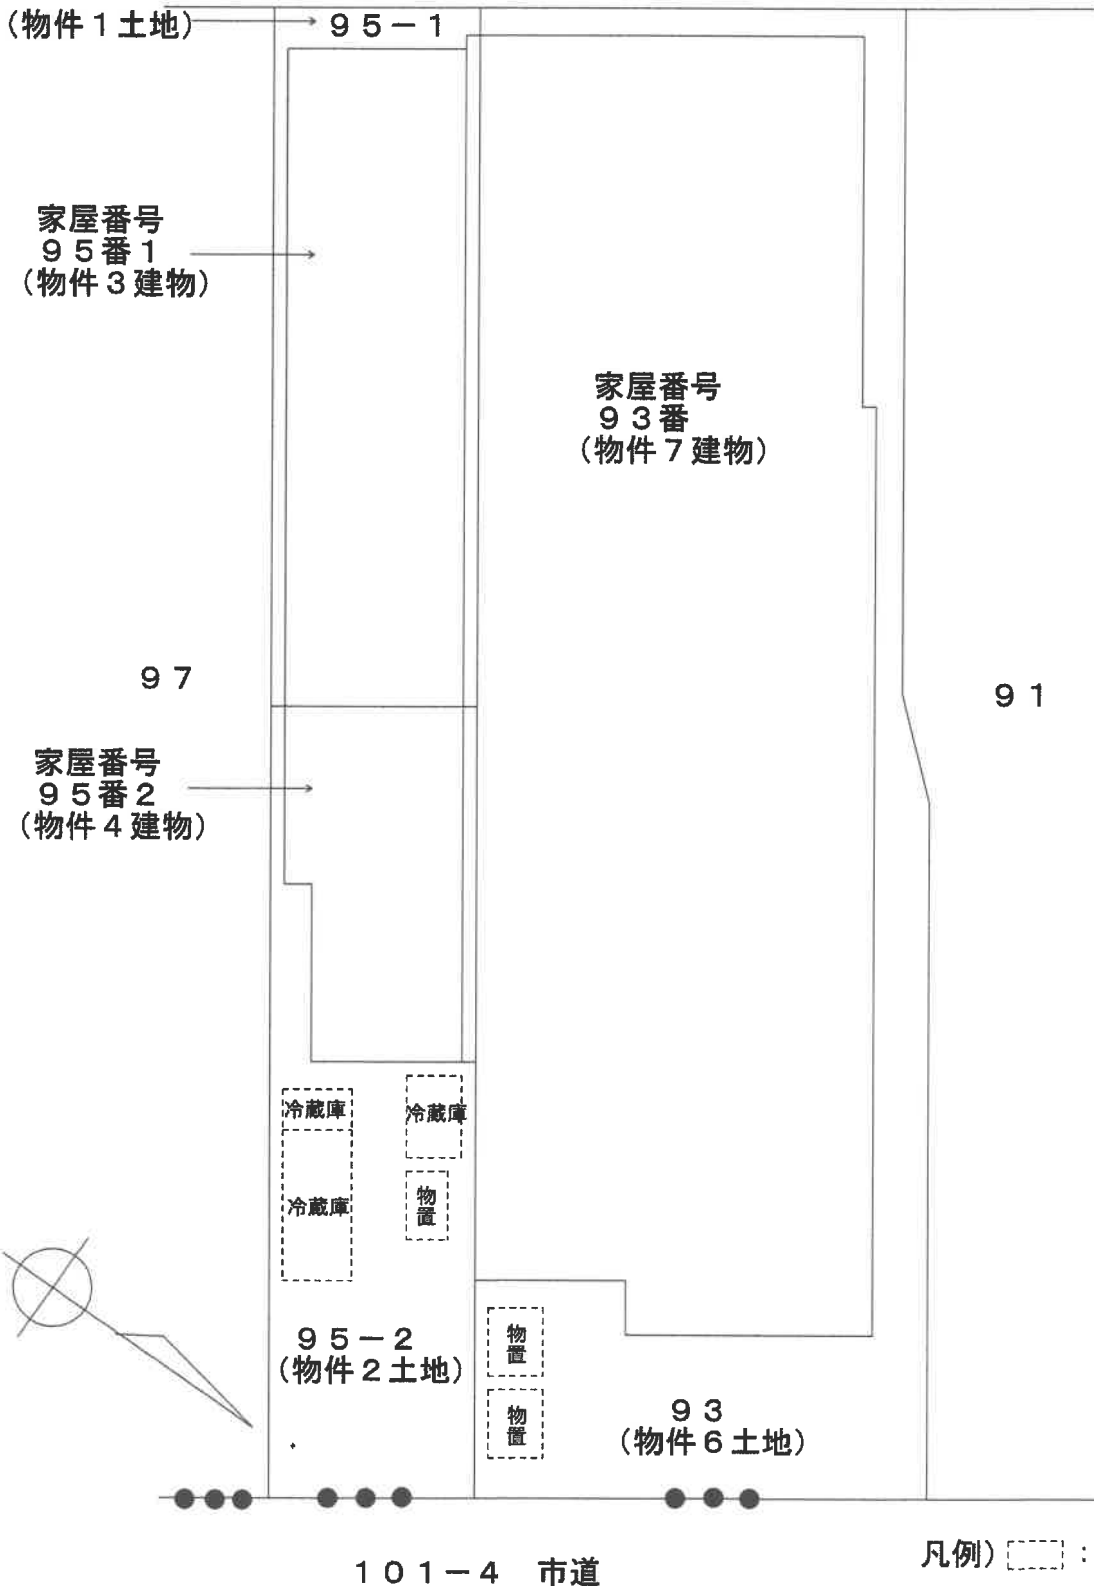 (物件1土地)
95-1
家屋番号
95番1
(物件3建物)
家屋番号
93番
(物件7建物)
97
91
家屋番号
95番2
(物件4建物)
冷蔵庫
冷蔵庫
冷蔵庫
物置
95-2
(物件2土地)
物置
物置
93
(物件6土地)
101-4 市道
凡例) :